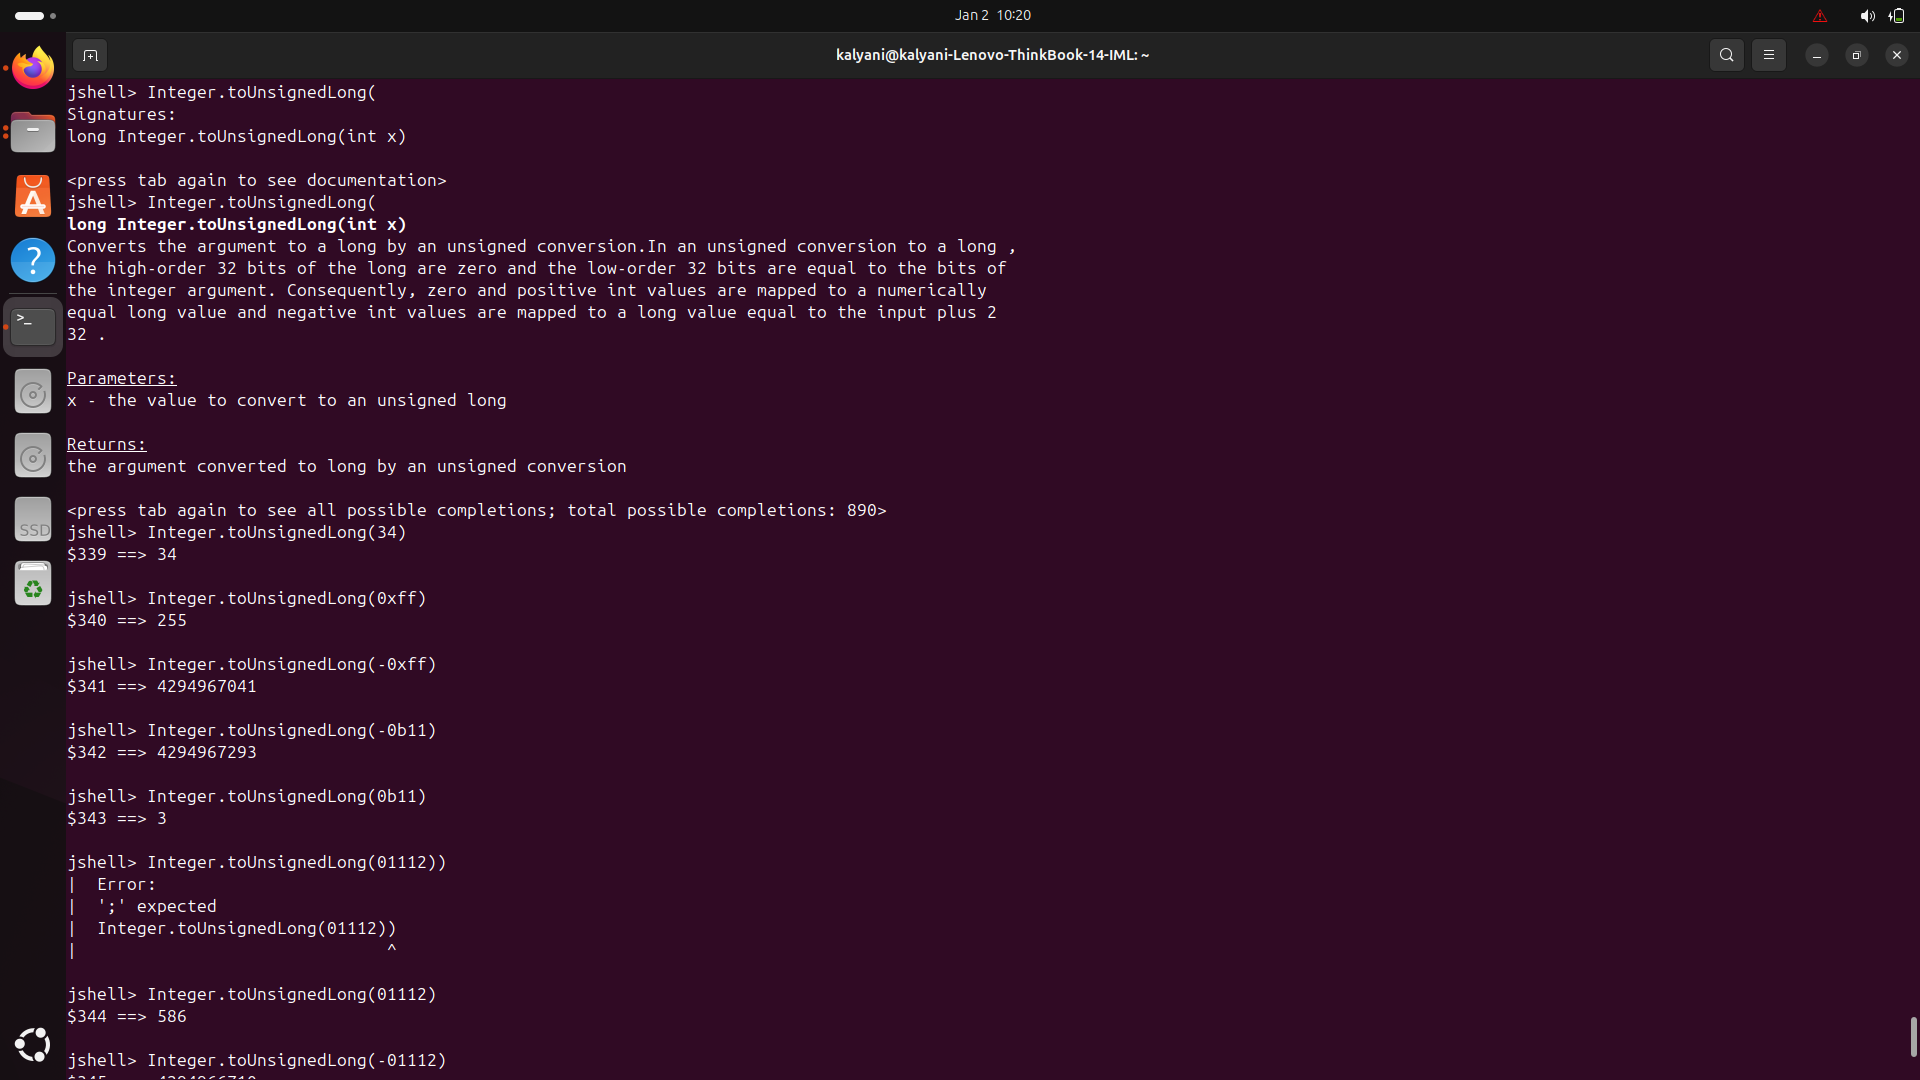 Jan 2 10:20
kalyani@kalyani-Lenovo-ThinkBook-14-IML: ~
jshell> Integer.toUnsignedLong(
Signatures:
long Integer.toUnsignedLong(int x)
<press tab again to see documentation>
jshell> Integer.toUnsignedLong(
long Integer.toUnsignedLong(int x)
Converts the argument to a long by an unsigned conversion.In an unsigned conversion to a long ,
the high-order 32 bits of the long are zero and the low-order 32 bits are equal to the bits of
the integer argument. Consequently, zero and positive int values are mapped to a numerically
equal long value and negative int values are mapped to a long value equal to the input plus 2
32 .
Parameters:
x - the value to convert to an unsigned long
Returns:
the argument converted to long by an unsigned conversion
<press tab again to see all possible completions; total possible completions: 890>
jshell> Integer.toUnsignedLong(34)
$339 ==> 34
jshell> Integer.toUnsignedLong(0xff)
$340 ==> 255
jshell> Integer.toUnsignedLong(-0xff)
$341 ==> 4294967041
jshell> Integer.toUnsignedLong(-0b11)
$342 ==> 4294967293
jshell> Integer.toUnsignedLong(0b11)
$343 ==> 3
jshell> Integer.toUnsignedLong(01112))
|  Error:
|  ';' expected
|  Integer.toUnsignedLong(01112))
|                               ^
jshell> Integer.toUnsignedLong(01112)
$344 ==> 586
jshell> Integer.toUnsignedLong(-01112)
SSD